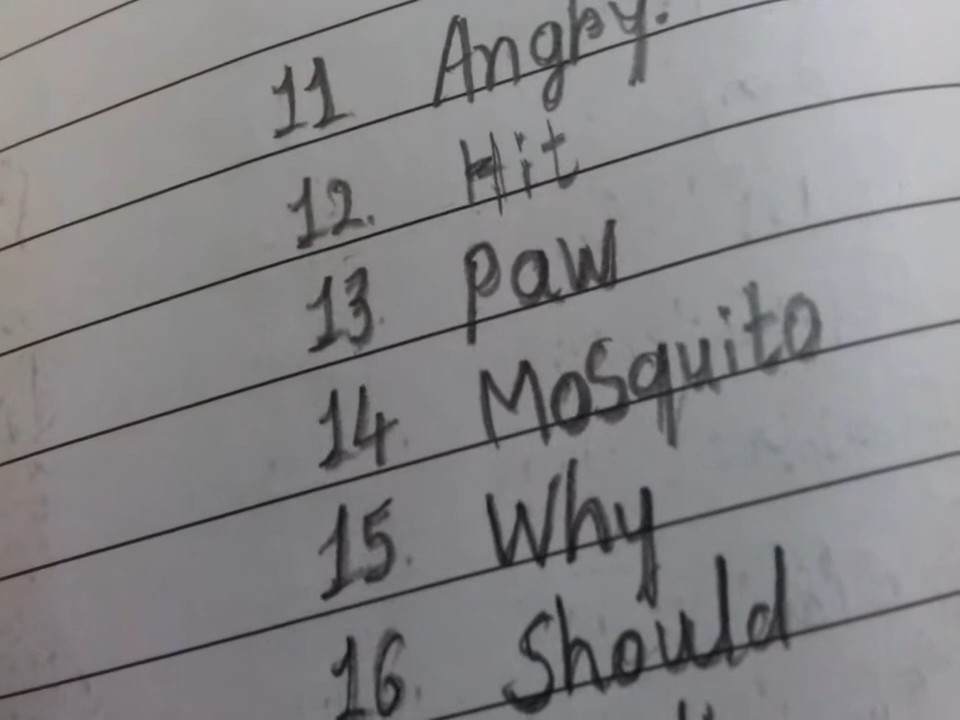 11 Angry.
12. Hit
13. Paw
14. Mosquito
15. Why
16. Should